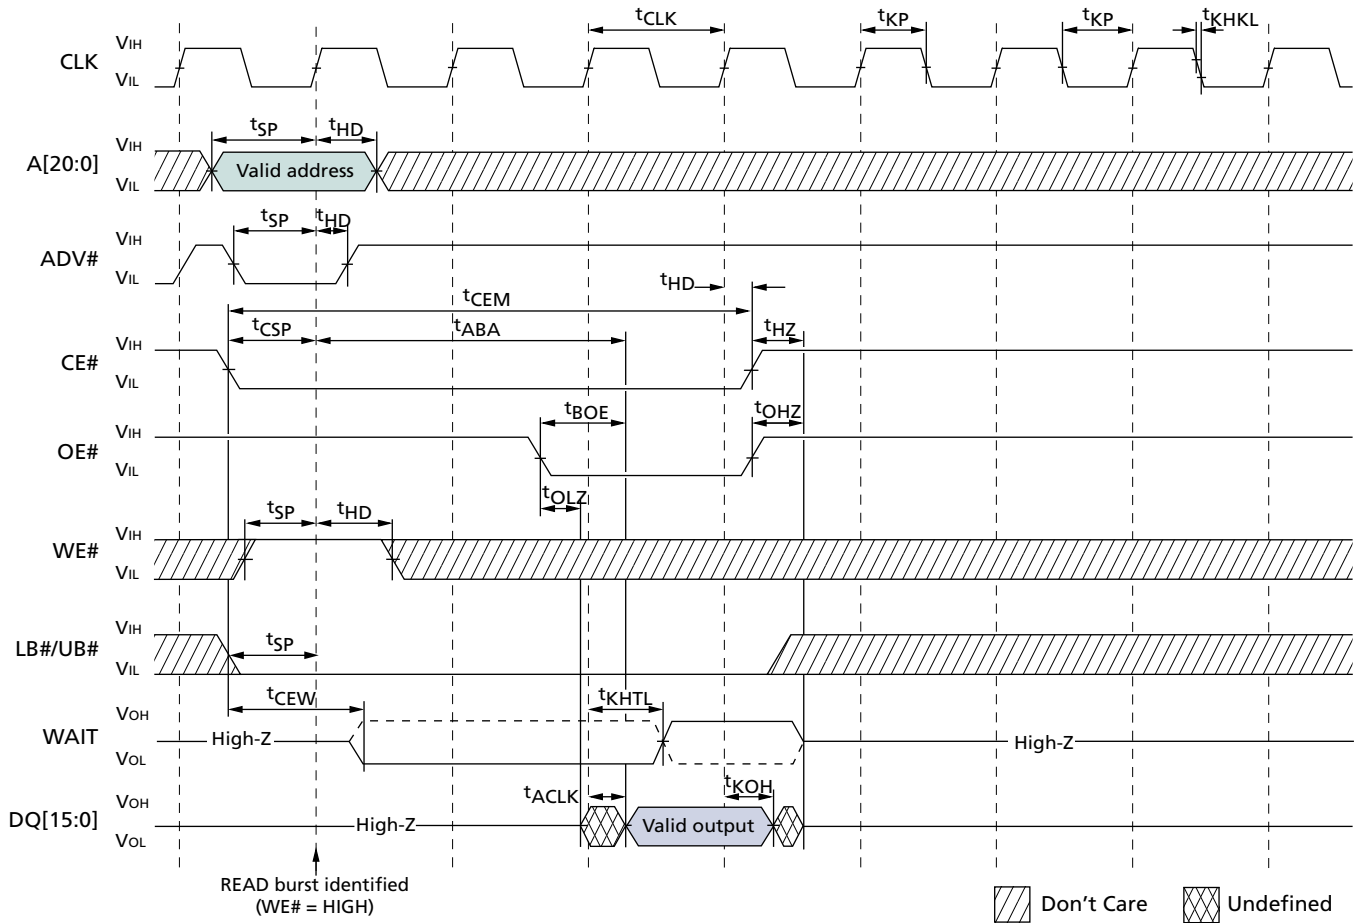 tCLK
tKP
tKP
tKHKL
CLK
VIH
VIL
tSP
tHD
A[20:0]
VIH
VIL
Valid address
tSP
tHD
ADV#
VIH
VIL
tHD
tCEM
tCSP
tABA
tHZ
CE#
VIH
VIL
tBOE
tOHZ
OE#
VIH
VIL
tOLZ
tSP
tHD
WE#
VIH
VIL
LB#/UB#
VIH
VIL
tSP
tCEW
tKHTL
WAIT
VOH
VOL
High-Z
High-Z
tACLK
tKOH
DQ[15:0]
VOH
VOL
High-Z
Valid output
READ burst identified
(WE# = HIGH)
Don't Care
Undefined